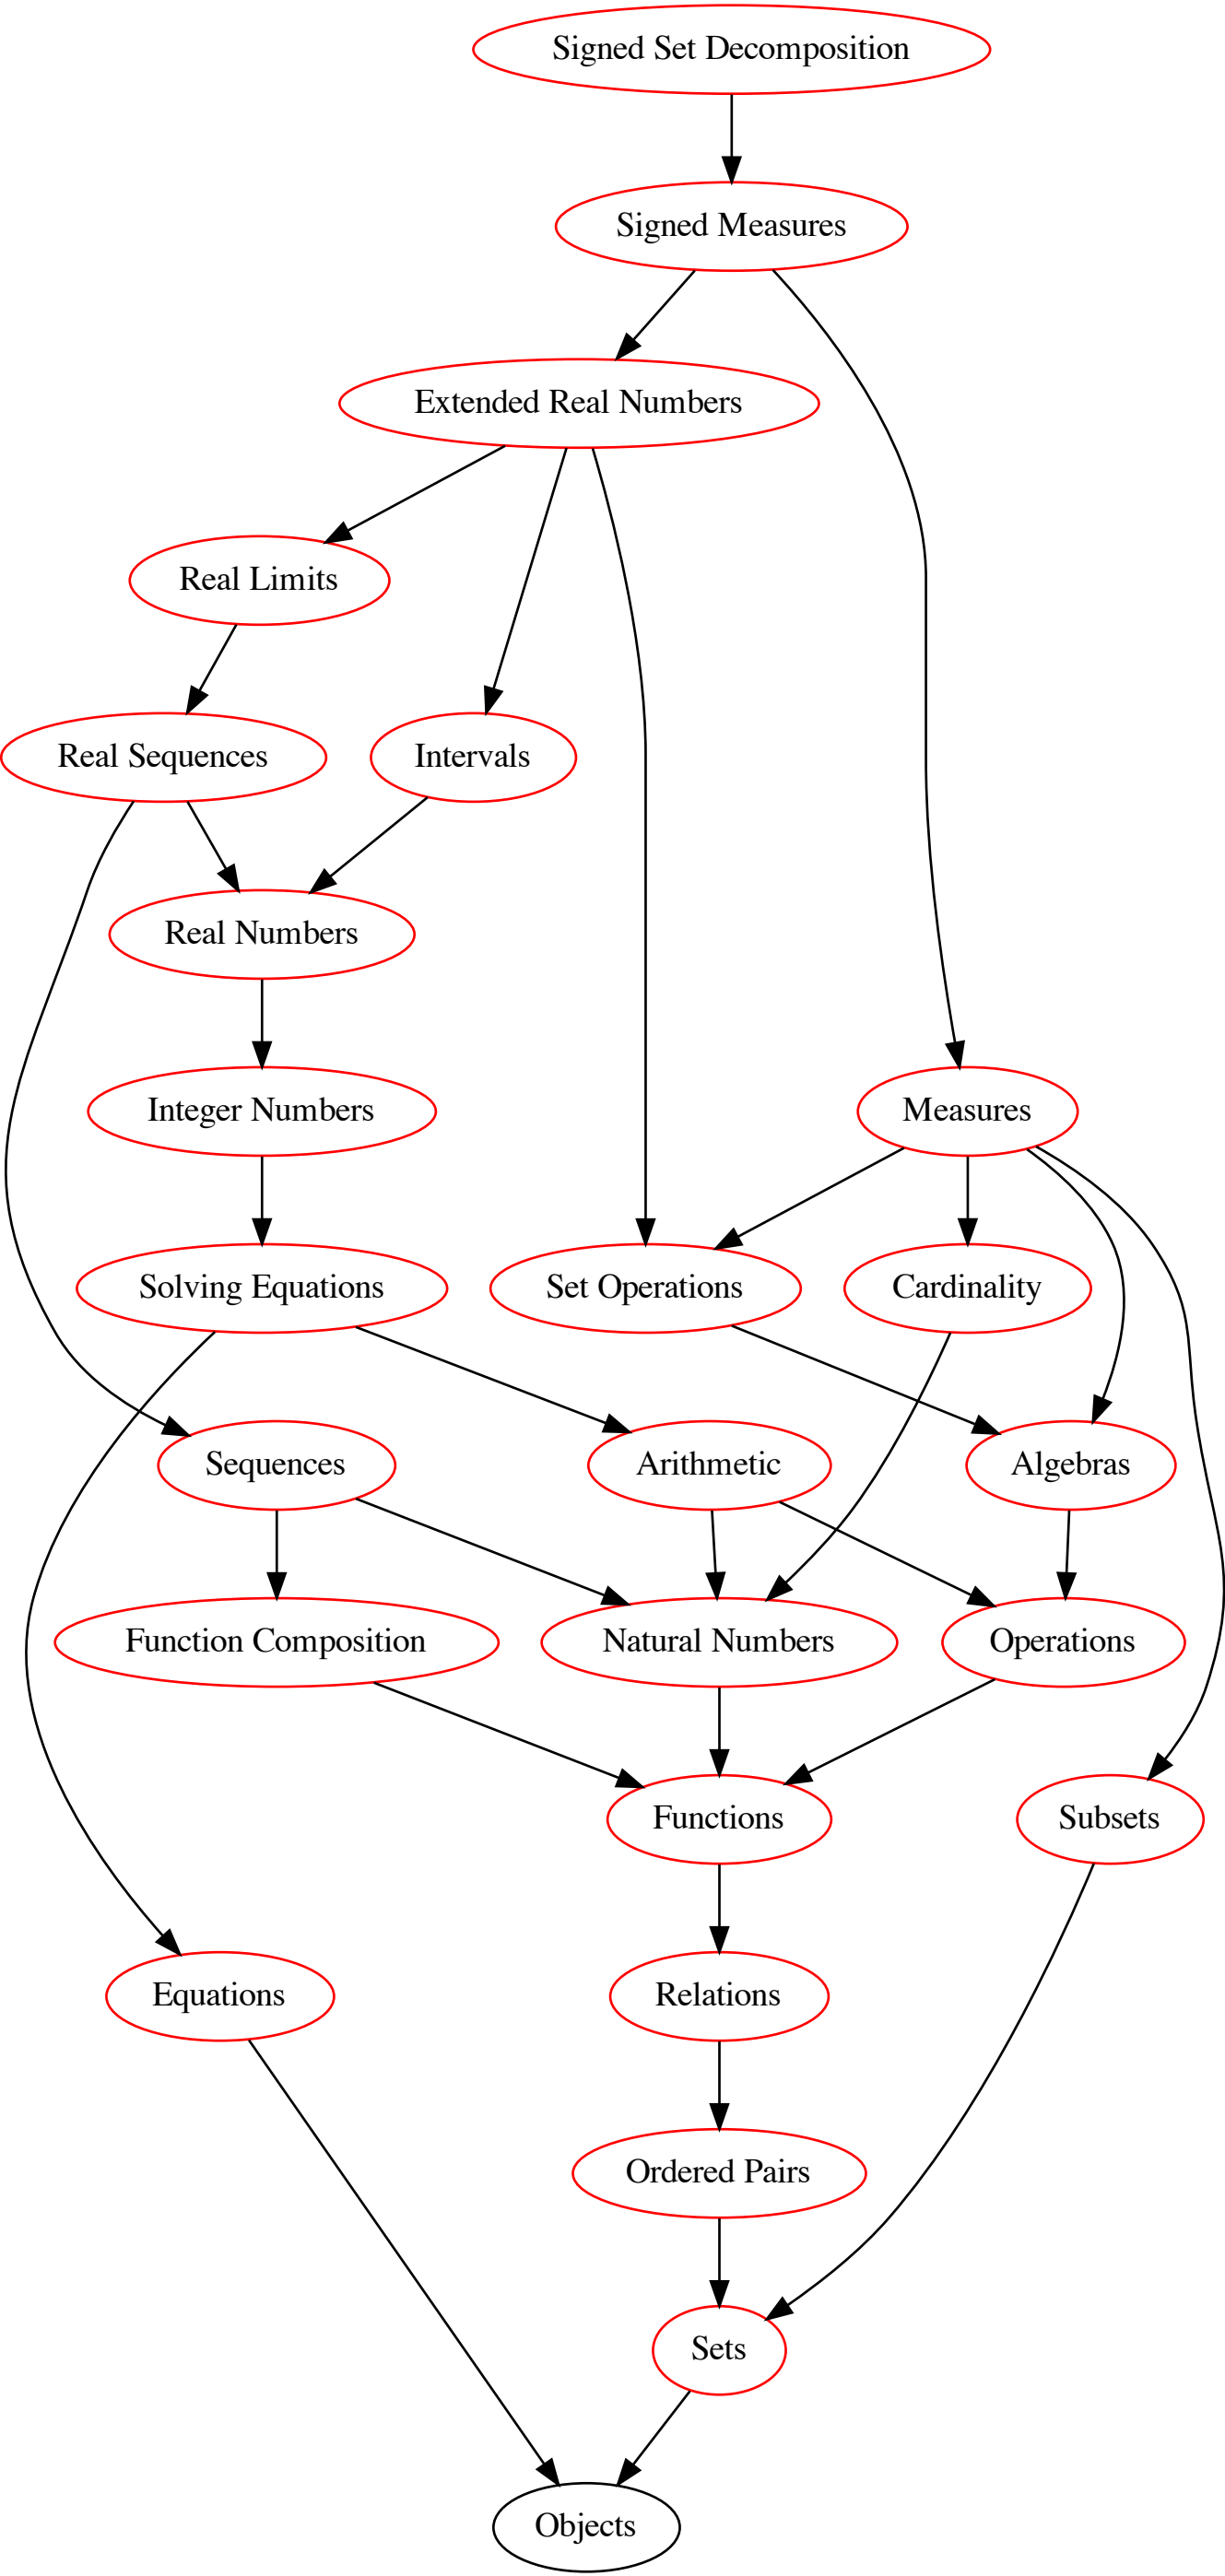 Signed Set Decomposition
Signed Measures
Extended Real Numbers
Real Limits
Real Sequences
Intervals
Real Numbers
Integer Numbers
Measures
Solving Equations
Set Operations
Cardinality
Sequences
Arithmetic
Algebras
Function Composition
Natural Numbers
Operations
Functions
Subsets
Equations
Relations
Ordered Pairs
Sets
Objects